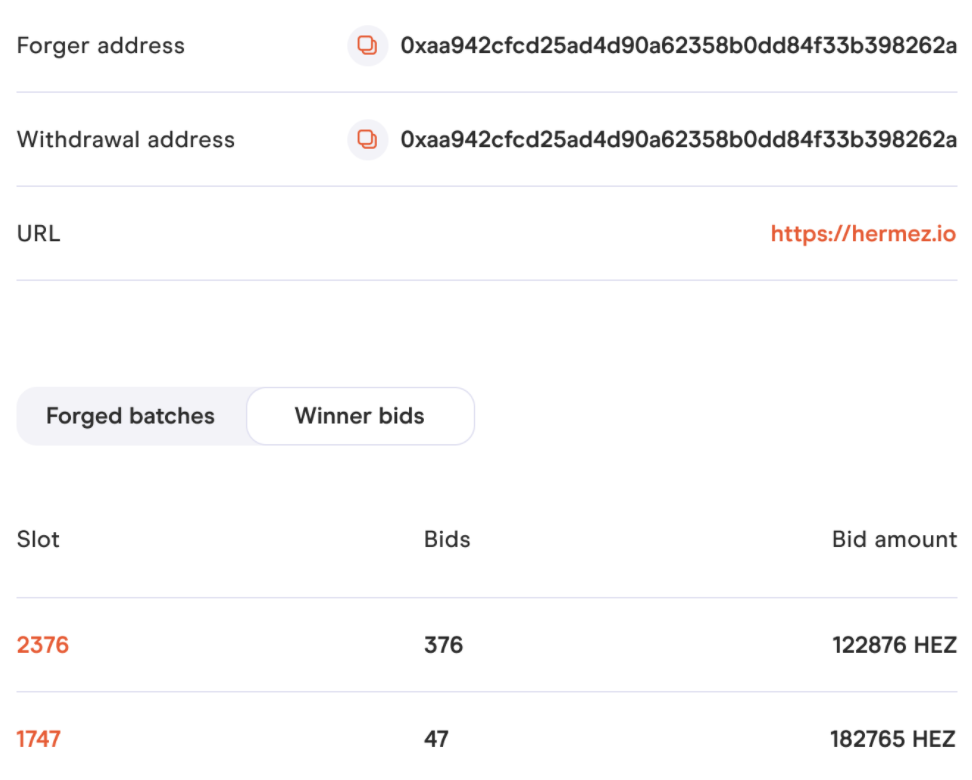 Forger address 0xaa942cfcd25ad4d90a62358b0dd84f33b398262a
Withdrawal address 0xaa942cfcd25ad4d90a62358b0dd84f33b398262a
URL https://hermez.io
Forged batches Winner bids
Slot Bids Bid amount
2376 376 122876 HEZ
1747 47 182765 HEZ